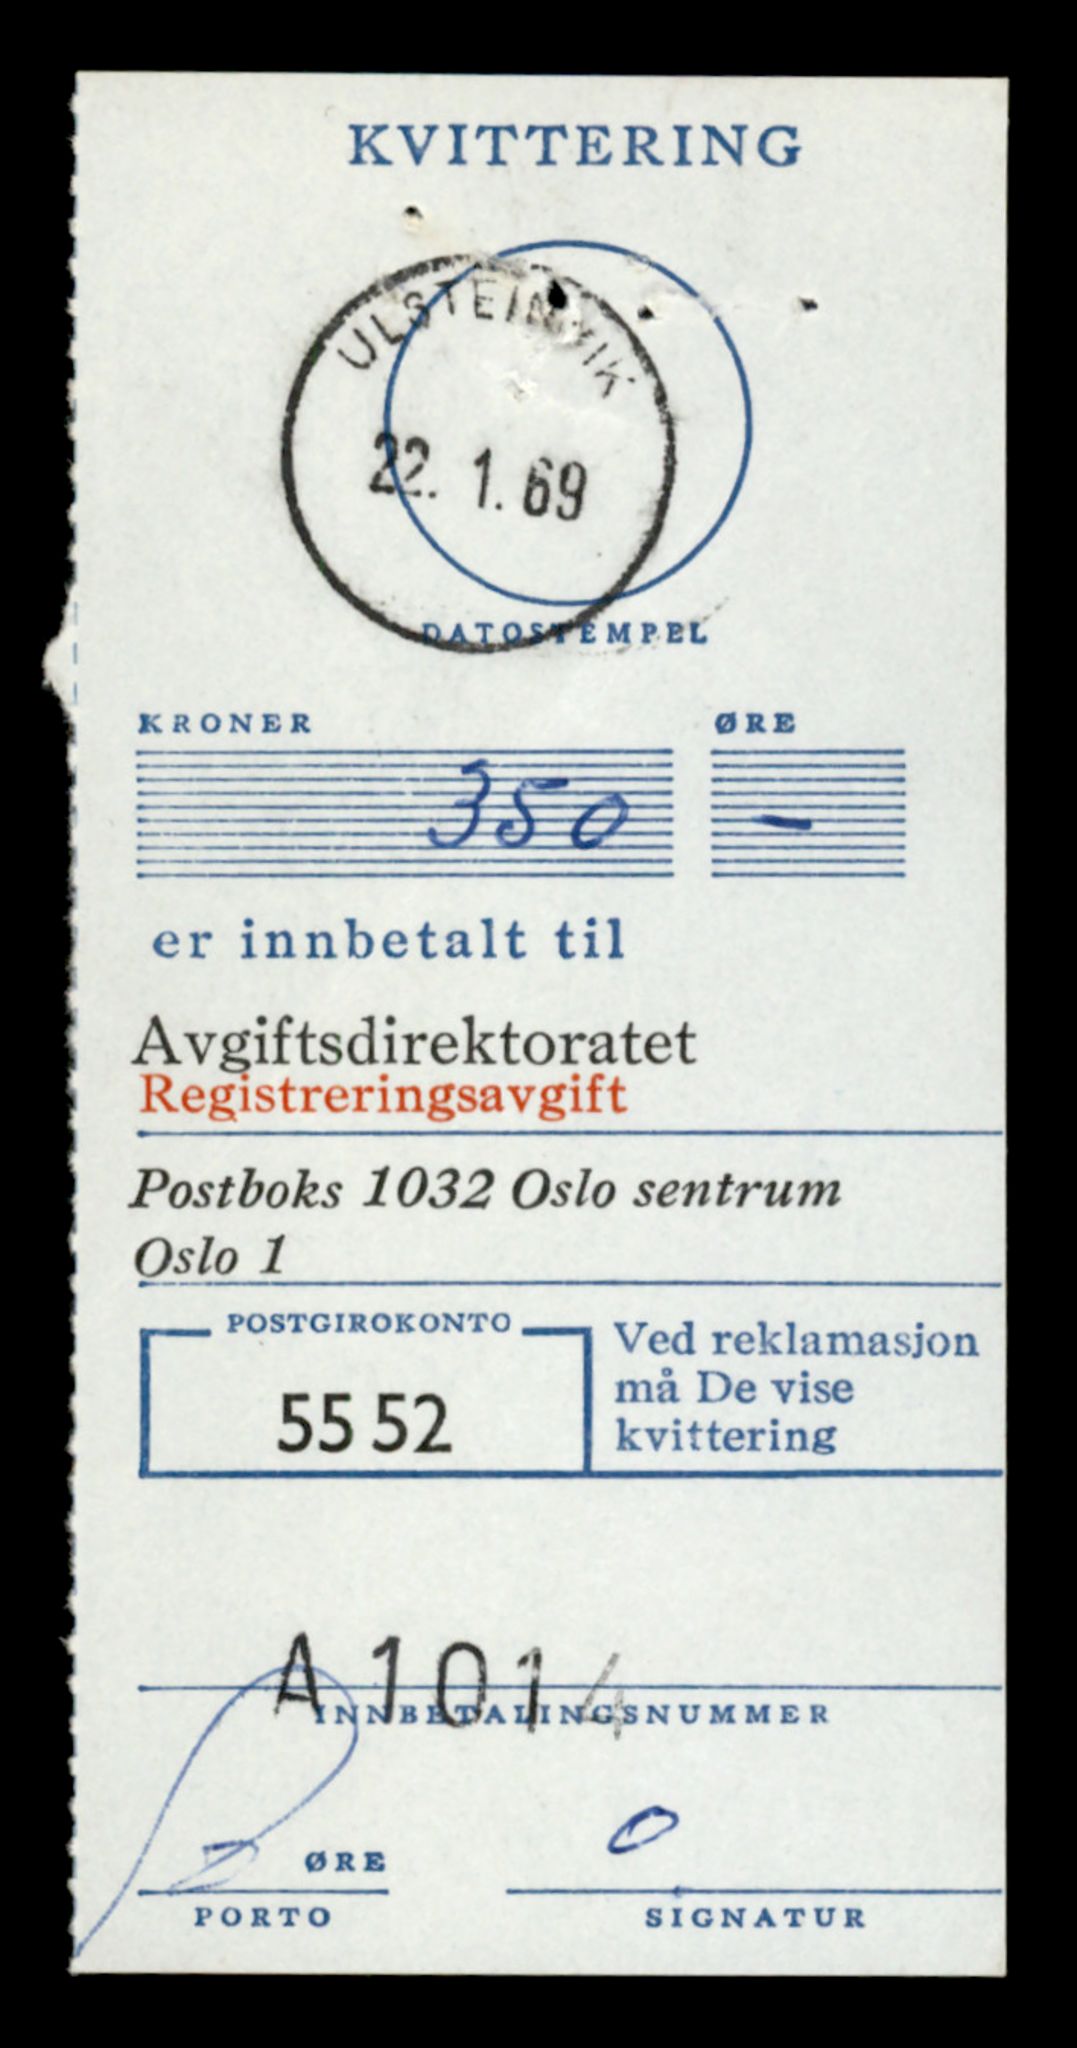 KVITTERING
ULSTEINVIK
22. 1. 69
DATOSTEMPEL
KRONER ØRE
350 –
er innbetalt til
Avgiftsdirektoratet
Registreringsavgift
Postboks 1032 Oslo sentrum
Oslo 1
POSTGIROKONTO
55 52
Ved reklamasjon
må De vise
kvittering
A 1014
INNBETALINGSNUMMER
ØRE
PORTO
SIGNATUR